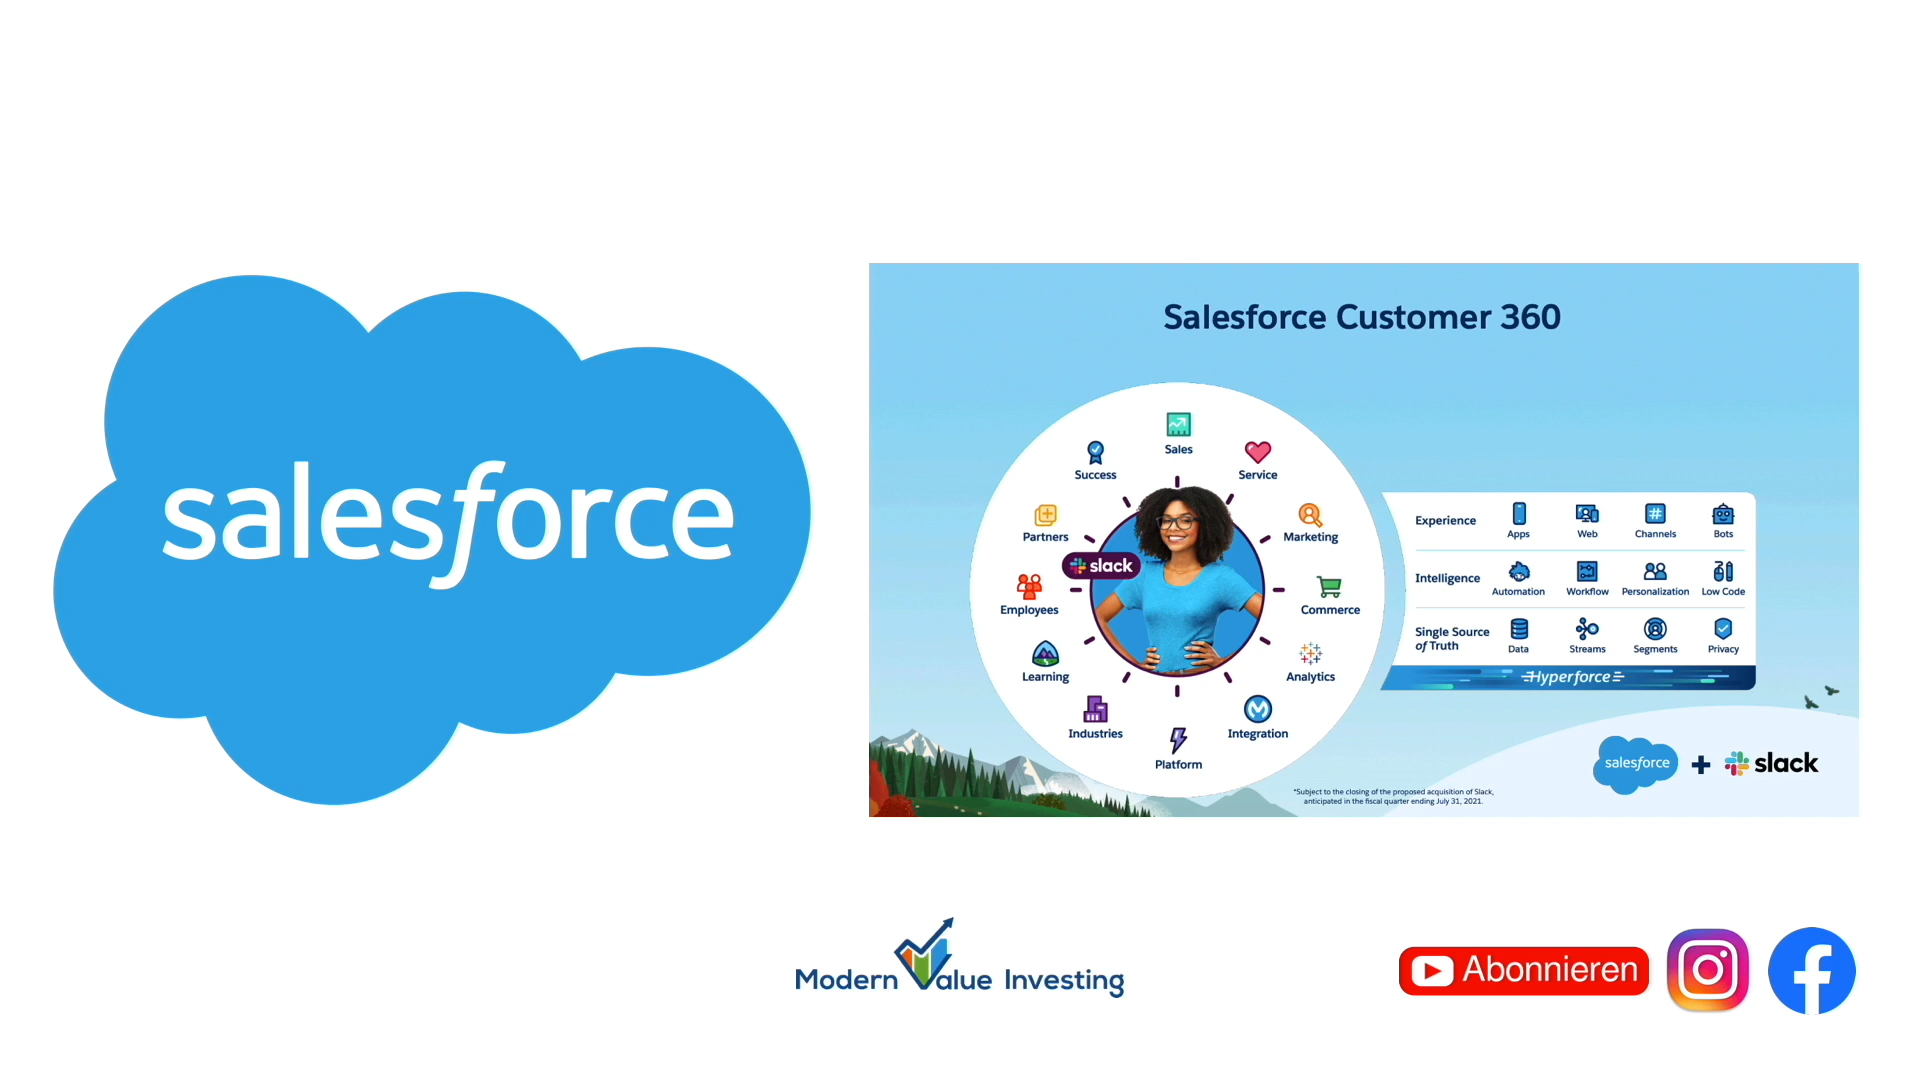 salesforce
Salesforce Customer 360
Sales
Success
Service
Partners
Marketing
slack
Employees
Commerce
Learning
Analytics
Industries
Integration
Platform
Experience
Apps
Web
Channels
Bots
Intelligence
Automation
Workflow
Personalization
Low Code
Single Source
of Truth
Data
Streams
Segments
Privacy
Hyperforce
salesforce + slack
*Subject to the closing of the proposed acquisition of Slack,
anticipated in the fiscal quarter ending July 31, 2021.
Modern Value Investing
Abonnieren